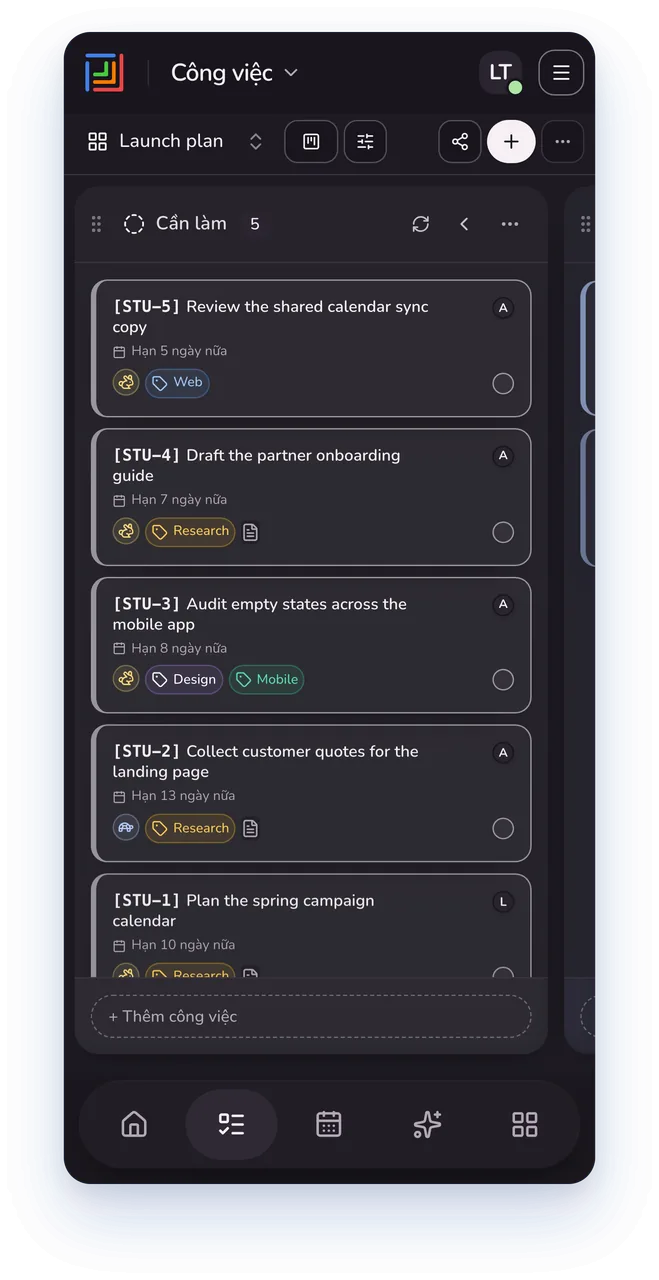 Công việc
LT
Launch plan
Cần làm 5
[STU-5] Review the shared calendar sync
copy
A
Hạn 5 ngày nữa
Web
[STU-4] Draft the partner onboarding
guide
A
Hạn 7 ngày nữa
Research
[STU-3] Audit empty states across the
mobile app
A
Hạn 8 ngày nữa
Design
Mobile
[STU-2] Collect customer quotes for the
landing page
A
Hạn 13 ngày nữa
Research
[STU-1] Plan the spring campaign
calendar
L
Hạn 10 ngày nữa
Research
+ Thêm công việc